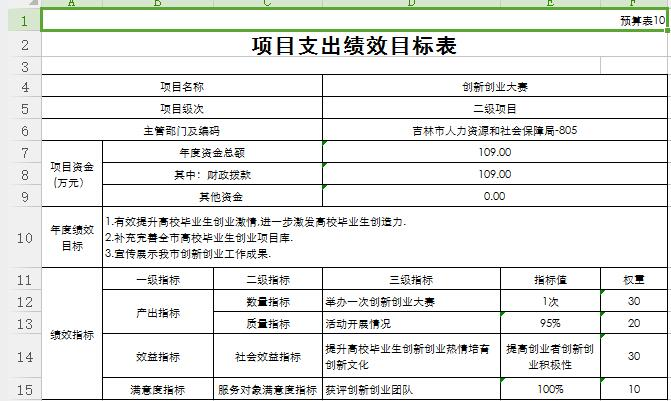 A B C D E F
1 预算表10
2 项目支出绩效目标表
3
4 项目名称 创新创业大赛
5 项目级次 二级项目
6 主管部门及编码 吉林市人力资源和社会保障局-805
7 项目资金 年度资金总额 109.00
(万元)
8 其中：财政拨款 109.00
9 其他资金 0.00
10 年度绩效
目标
1.有效提升高校毕业生创业激情,进一步激发高校毕业生创造力.
2.补充完善全市高校毕业生创业项目库.
3.宣传展示我市创新创业工作成果.
11 绩效指标 一级指标 二级指标 三级指标 指标值 权重
12 产出指标 数量指标 举办一次创新创业大赛 1次 30
13 质量指标 活动开展情况 95% 20
14 效益指标 社会效益指标 提升高校毕业生创新创业热情培育
创新文化
提高创业者创新创
业积极性
30
15 满意度指标 服务对象满意度指标 获评创新创业团队 100% 10